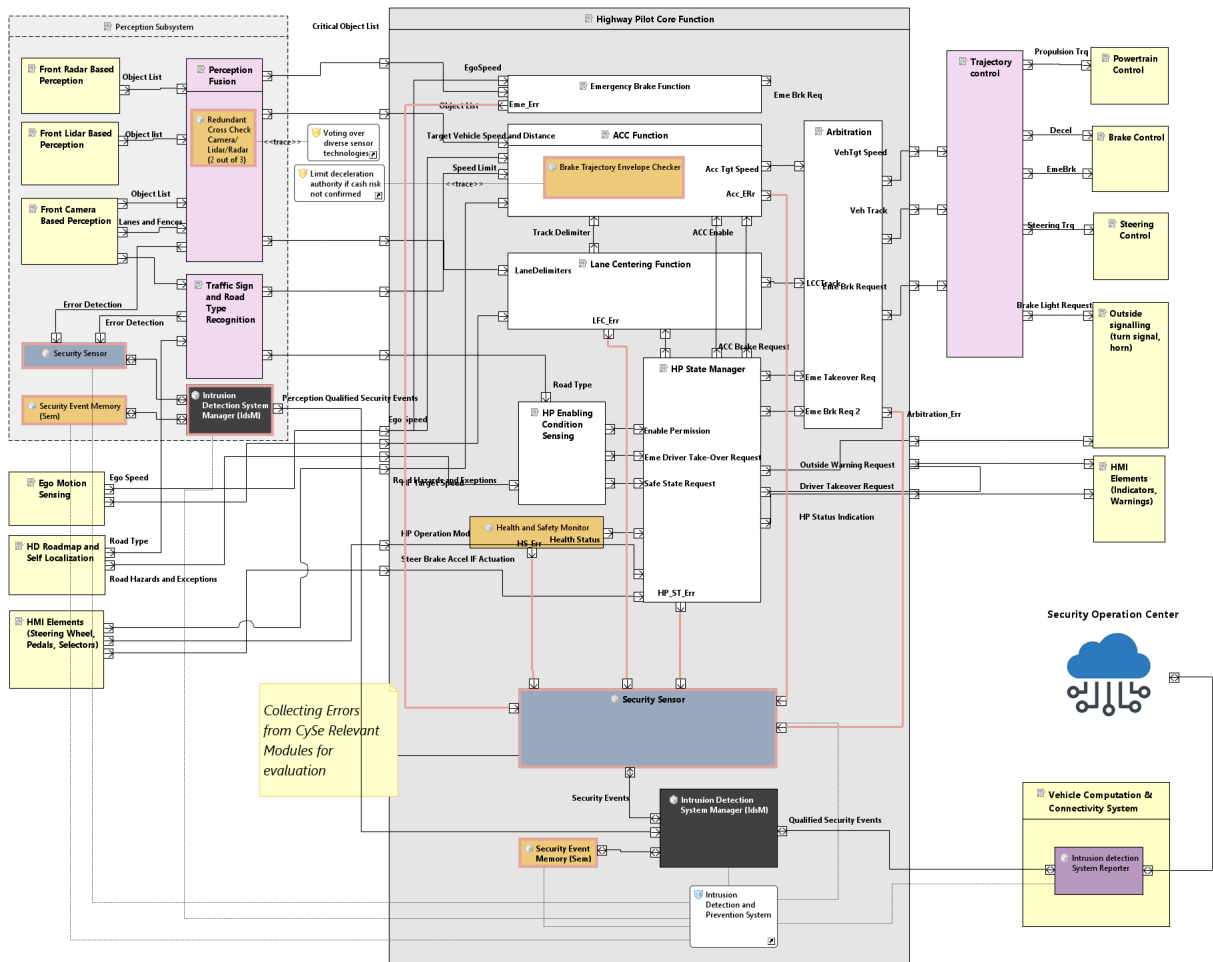 Perception Subsystem
Critical Object List
Highway Pilot Core Function
Front Radar Based
Perception
Object List
Perception
Fusion
EgoSpeed
Emergency Brake Function
Eme_Err
Eme Brk Req
Object List
Trajectory
control
Propulsion Trq
Powertrain
Control
Front Lidar Based
Perception
Object list
Redundant
Cross Check
Camera/
Lidar/Radar
(2 out of 3)
<<trace>>
Voting over
diverse sensor
technologies
Target Vehicle Speed and Distance
ACC Function
Arbitration
VehTgt Speed
Decel
Brake Control
EmeBrk
Limit deceleration
authority if cash risk
not confirmed
<<trace>>
Speed Limit
Brake Trajectory Envelope Checker
Acc Tgt Speed
Acc_ERr
Front Camera
Based Perception
Object List
Lanes and Fences
Veh Track
Steering Trq
Steering
Control
Track Delimiter
ACC Enable
LaneDelimiters
Lane Centering Function
LCCTrack
Eme Brk Request
LFC_Err
Traffic Sign
and Road
Type
Recognition
Error Detection
Error Detection
Brake Light Request
Outside
signalling
(turn signal,
horn)
Security Sensor
ACC Brake Request
HP State Manager
Eme Takeover Req
Eme Brk Req 2
Arbitration_Err
Security Event Memory
(Sem)
Intrusion
Detection System
Manager (IdsM)
Perception Qualified Security Events
Road Type
HP Enabling
Condition
Sensing
Enable Permission
Eme Driver Take-Over Request
Safe State Request
Ego Speed
Outside Warning Request
Driver Takeover Request
HP Status Indication
HMI
Elements
(Indicators,
Warnings)
Ego Motion
Sensing
Ego Speed
HP Target Speed
Road Hazards and Exeptions
Health and Safety Monitor
HS_Err
Health Status
HP Operation Mod
Steer Brake Accel IF Actuation
HP_ST_Err
HD Roadmap and
Self Localization
Road Type
Road Hazards and Exceptions
HMI Elements
(Steering Wheel,
Pedals, Selectors)
Security Operation Center
Collecting Errors
from CySe Relevant
Modules for
evaluation
Security Sensor
Security Events
Intrusion Detection
System Manager (IdsM)
Qualified Security Events
Security Event
Memory (Sem)
Vehicle Computation &
Connectivity System
Intrusion detection
System Reporter
Intrusion
Detection and
Prevention System